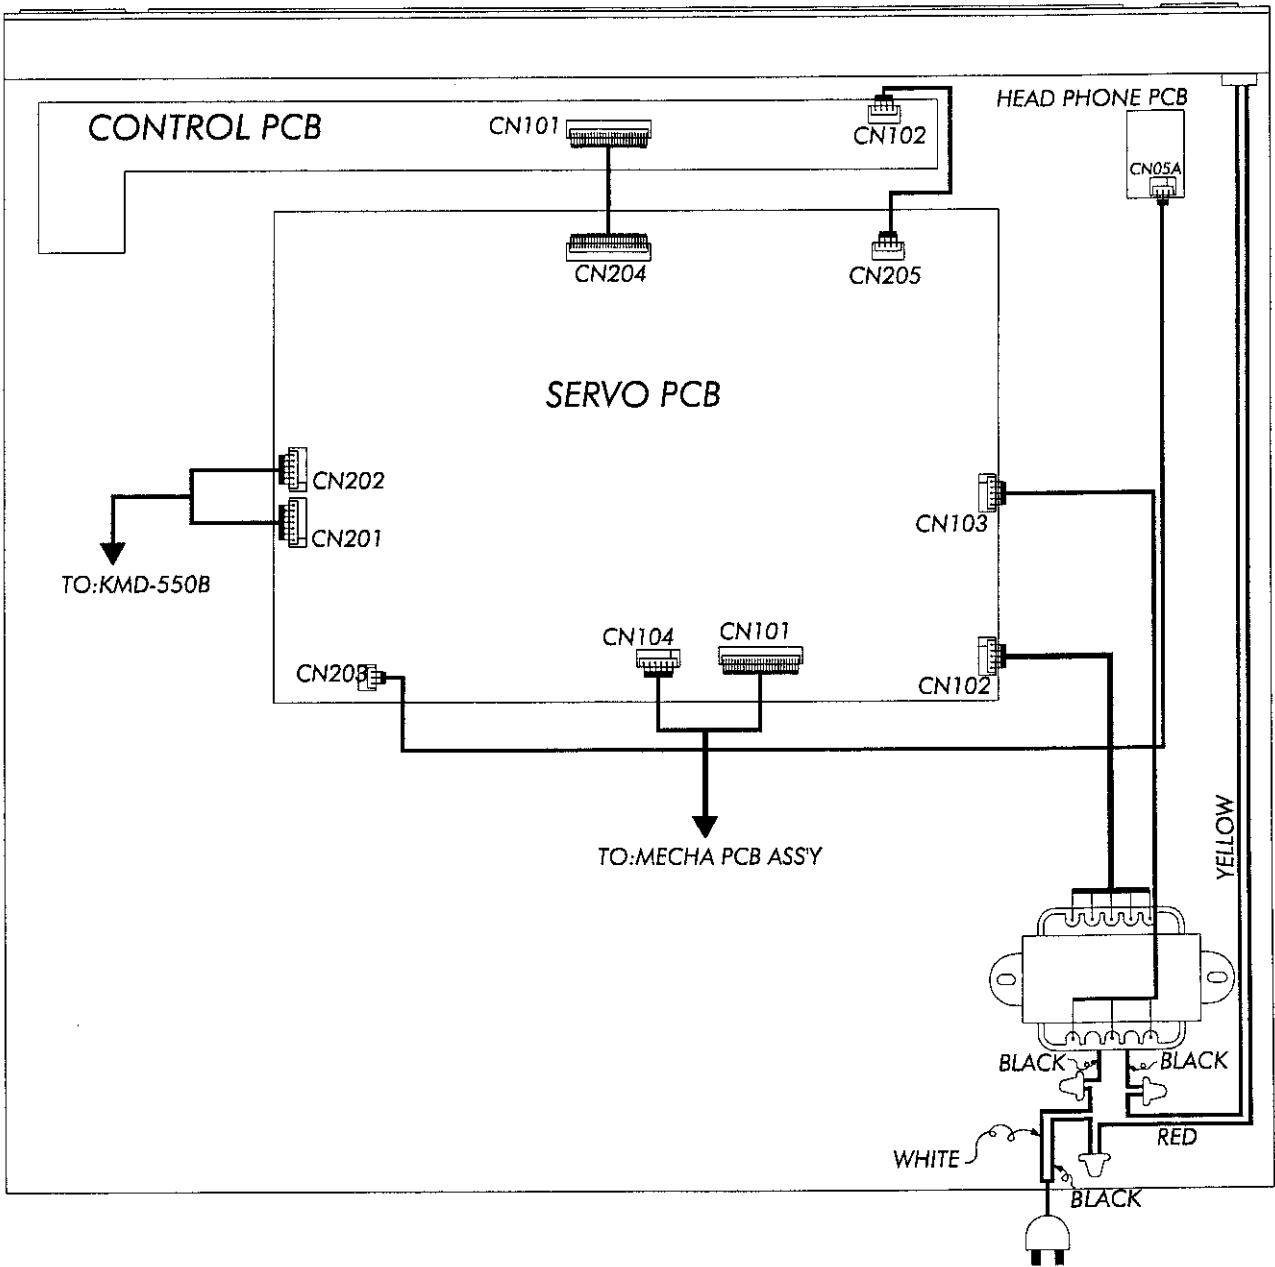 HEAD PHONE PCB
CONTROL PCB
CN101
CN102
CN05A
CN204
CN205
SERVO PCB
CN202
CN103
CN201
TO:KMD-550B
CN104
CN101
CN203
CN102
YELLOW
TO:MECHA PCB ASS'Y
BLACK
BLACK
RED
WHITE
BLACK